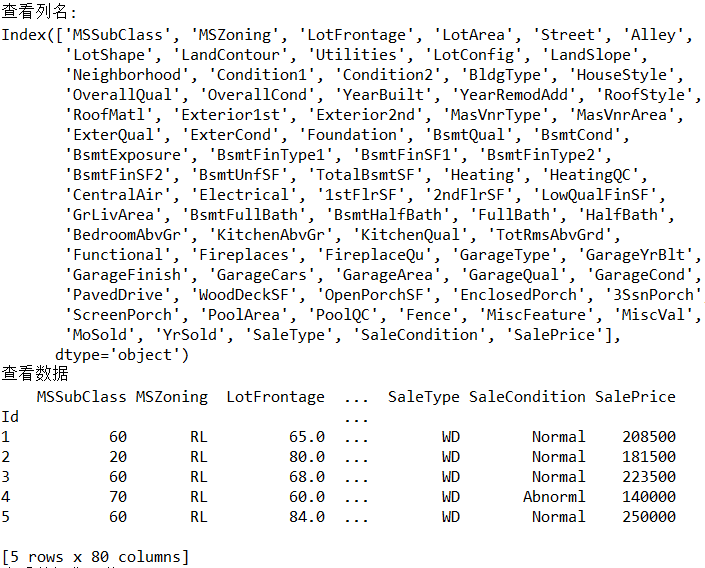 查看列名:
Index(['MSSubClass', 'MSZoning', 'LotFrontage', 'LotArea', 'Street', 'Alley',
'LotShape', 'LandContour', 'Utilities', 'LotConfig', 'LandSlope',
'Neighborhood', 'Condition1', 'Condition2', 'BldgType', 'HouseStyle',
'OverallQual', 'OverallCond', 'YearBuilt', 'YearRemodAdd', 'RoofStyle',
'RoofMatl', 'Exterior1st', 'Exterior2nd', 'MasVnrType', 'MasVnrArea',
'ExterQual', 'ExterCond', 'Foundation', 'BsmtQual', 'BsmtCond',
'BsmtExposure', 'BsmtFinType1', 'BsmtFinSF1', 'BsmtFinType2',
'BsmtFinSF2', 'BsmtUnfSF', 'TotalBsmtSF', 'Heating', 'HeatingQC',
'CentralAir', 'Electrical', '1stFlrSF', '2ndFlrSF', 'LowQualFinSF',
'GrLivArea', 'BsmtFullBath', 'BsmtHalfBath', 'FullBath', 'HalfBath',
'BedroomAbvGr', 'KitchenAbvGr', 'KitchenQual', 'TotRmsAbvGrd',
'Functional', 'Fireplaces', 'FireplaceQu', 'GarageType', 'GarageYrBlt',
'GarageFinish', 'GarageCars', 'GarageArea', 'GarageQual', 'GarageCond',
'PavedDrive', 'WoodDeckSF', 'OpenPorchSF', 'EnclosedPorch', '3SsnPorch'
'ScreenPorch', 'PoolArea', 'PoolQC', 'Fence', 'MiscFeature', 'MiscVal',
'MoSold', 'YrSold', 'SaleType', 'SaleCondition', 'SalePrice'],
dtype='object')
查看数据
MSSubClass MSZoning LotFrontage ... SaleType SaleCondition SalePrice
Id ...
1 60 RL 65.0 ... WD Normal 208500
2 20 RL 80.0 ... WD Normal 181500
3 60 RL 68.0 ... WD Normal 223500
4 70 RL 60.0 ... WD Abnorml 140000
5 60 RL 84.0 ... WD Normal 250000
[5 rows x 80 columns]